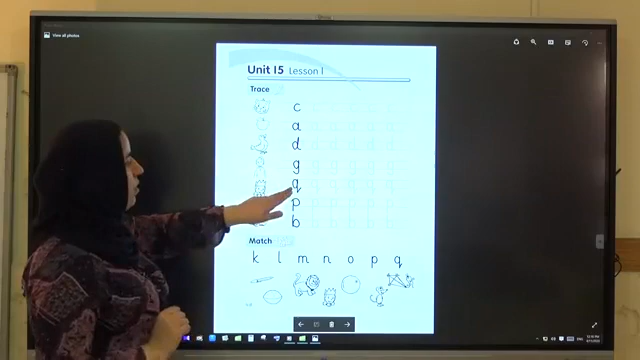 View all photos
Unit 15 Lesson 1
Trace
c
a
d
g
q
p
b
Match
k l m n o p q